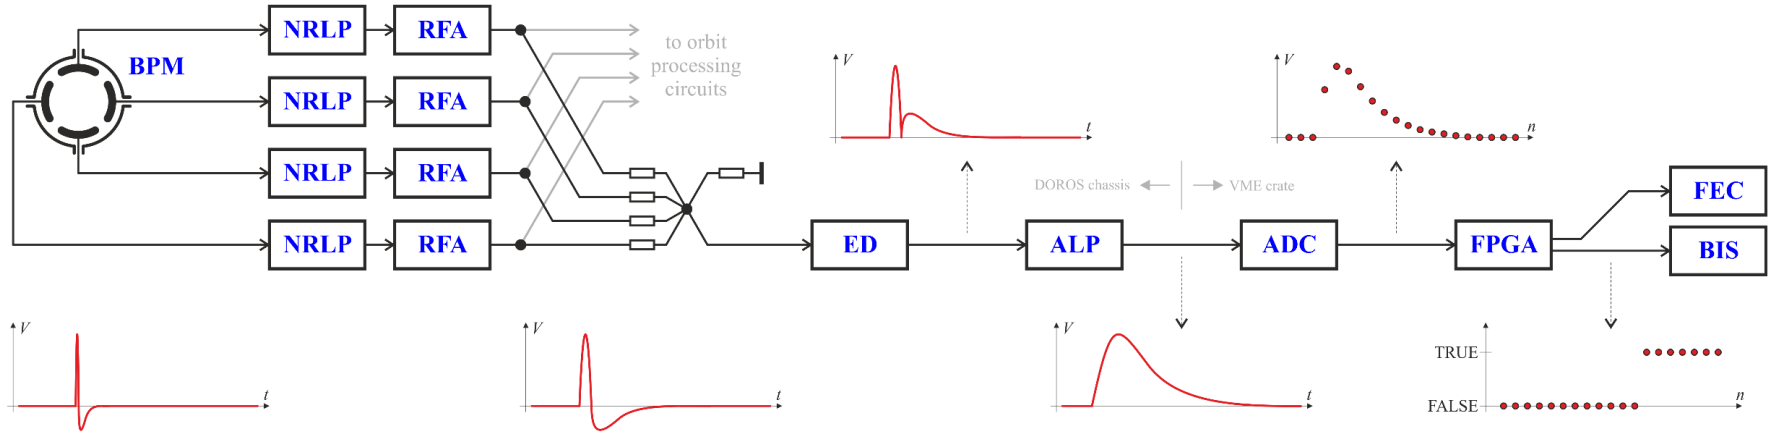 NRLP
RFA
BPM
to orbit
processing
circuits
NRLP
RFA
NRLP
RFA
NRLP
RFA
V
t
V
n
DOROS chassis
VME crate
ED
ALP
ADC
FPGA
FEC
BIS
V
t
V
t
V
t
TRUE
FALSE
n